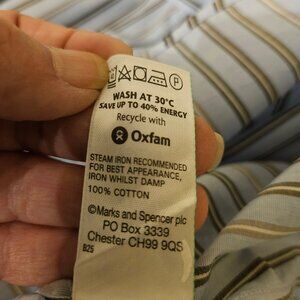 P
WASH AT 30°C
SAVE UP TO 40% ENERGY
Recycle with
Oxfam
STEAM IRON RECOMMENDED
FOR BEST APPEARANCE,
IRON WHILST DAMP
100% COTTON
©Marks and Spencer plc
PO Box 3339
Chester CH99 9QS